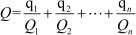 Q = q₁/Q₁ + q₂/Q₂ + ⋯ + qₙ/Qₙ